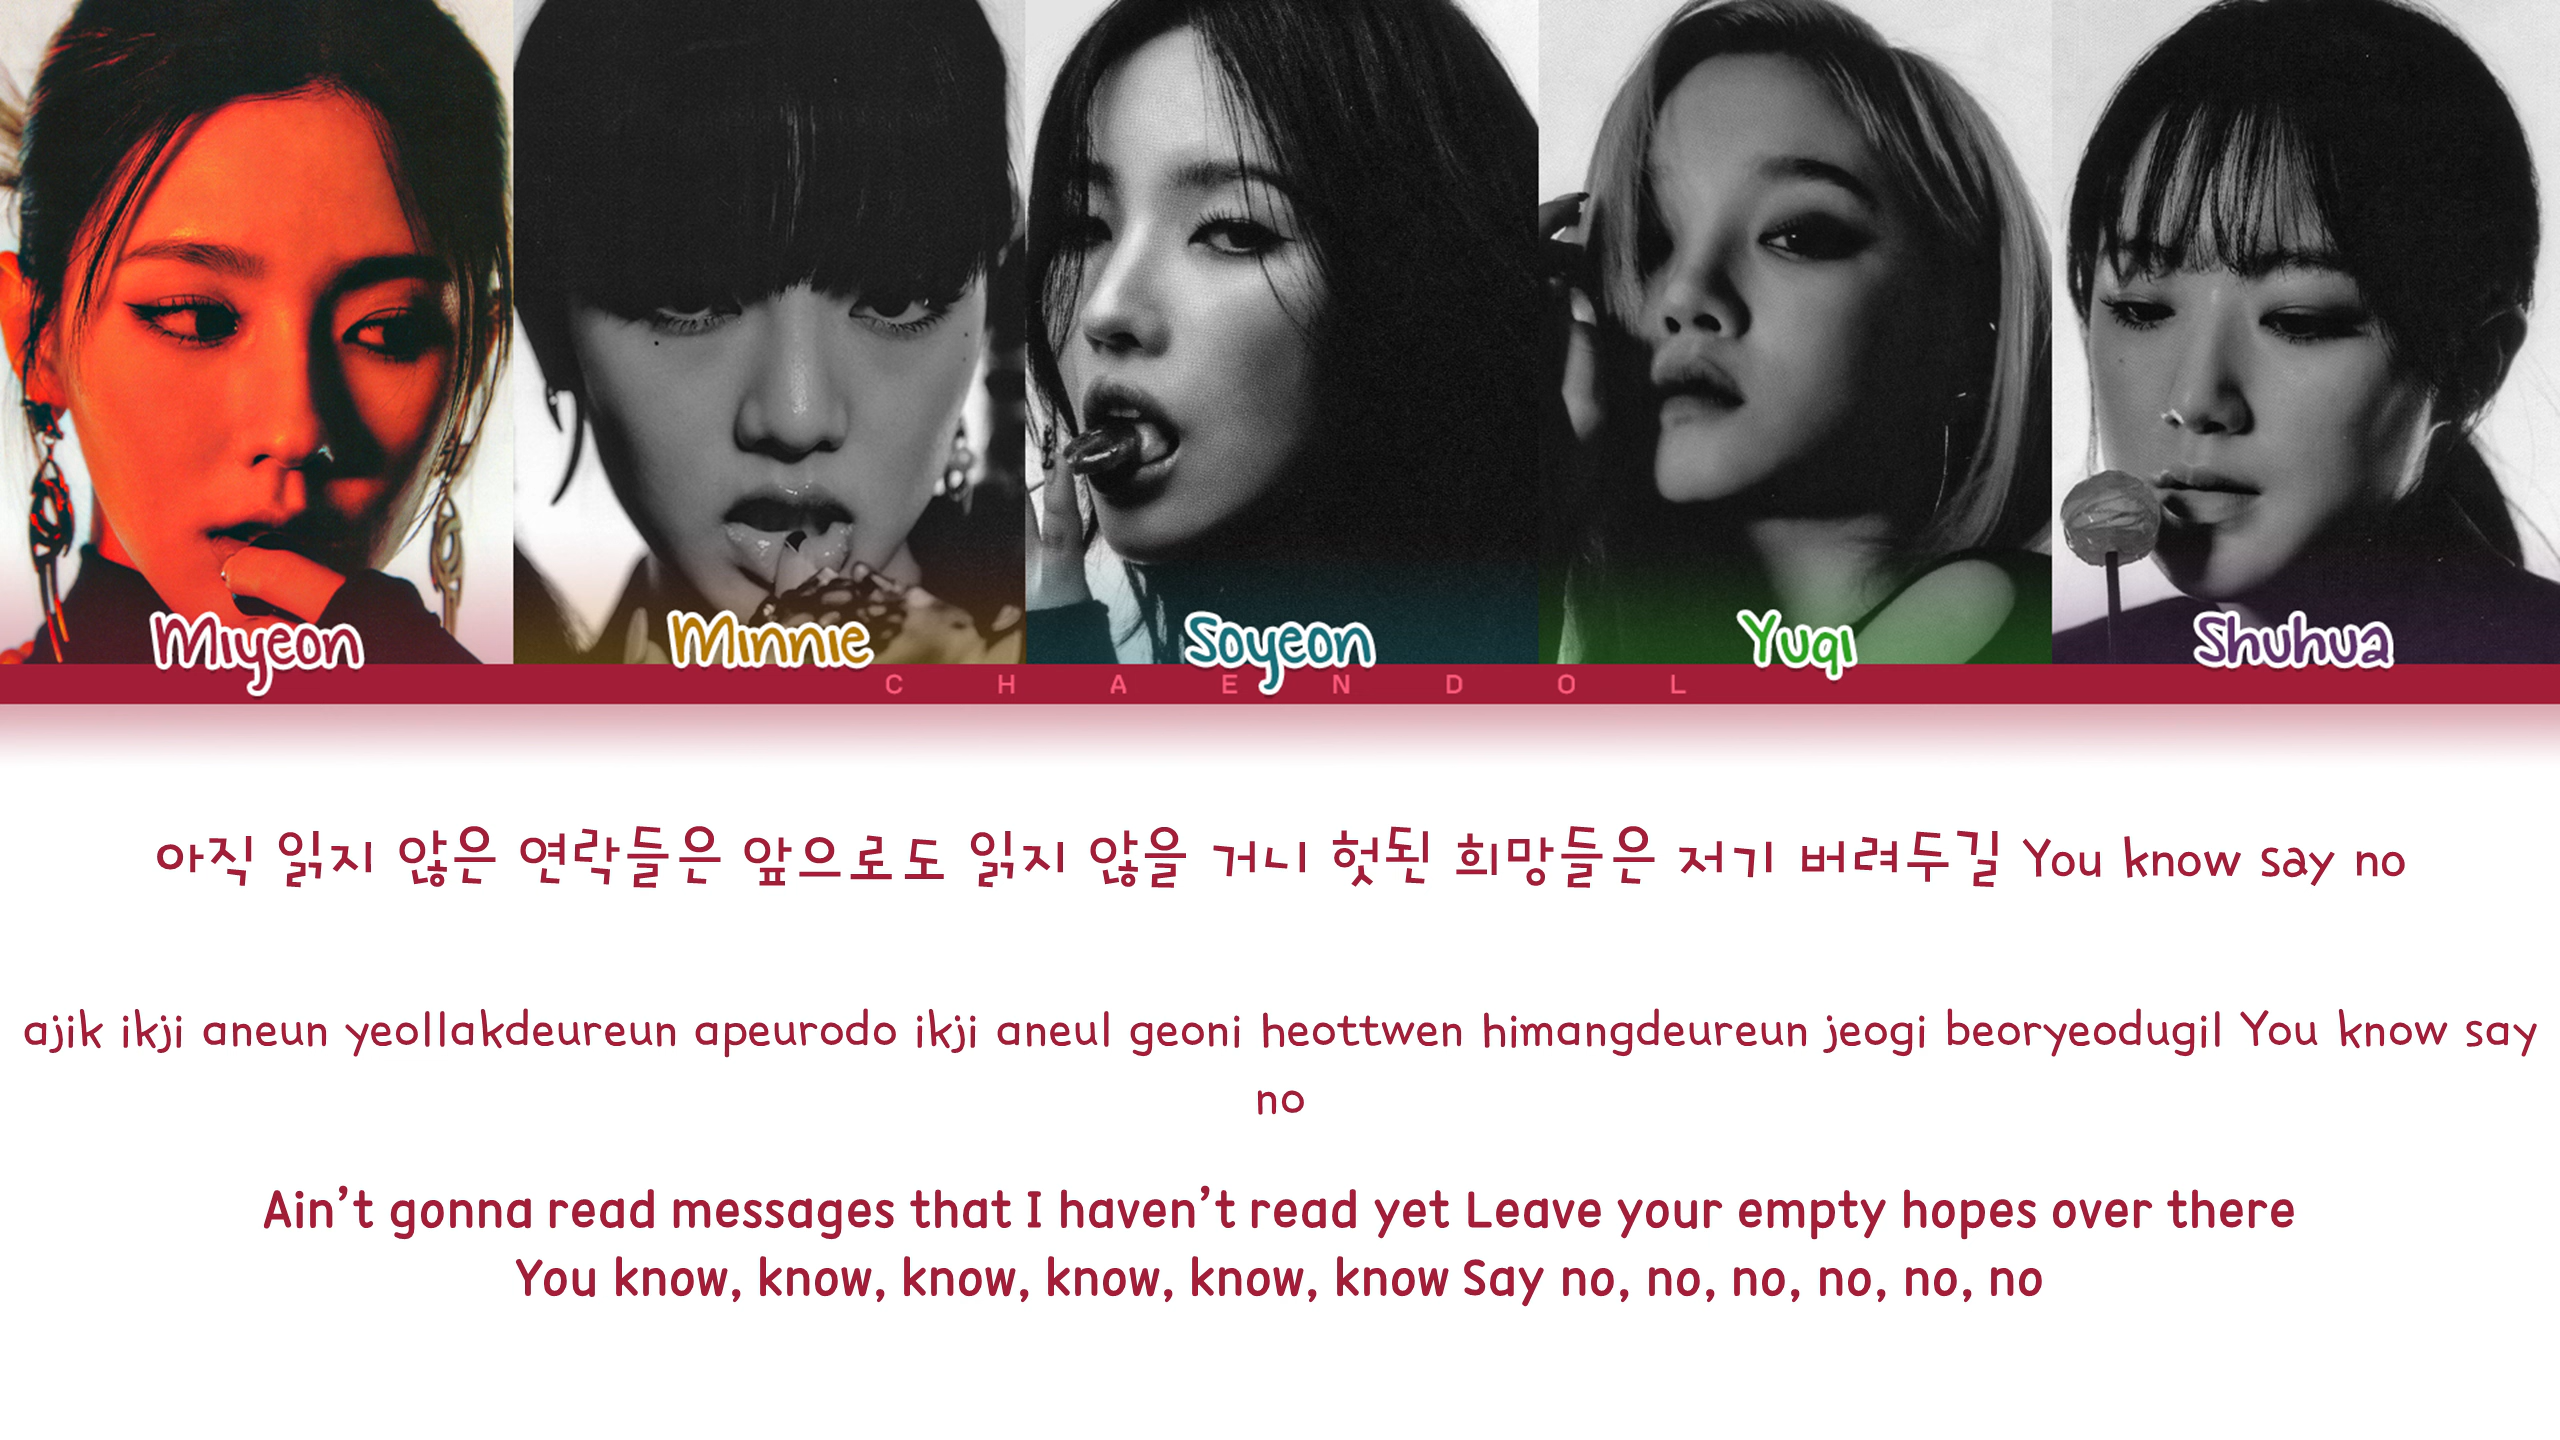 Miyeon
Minnie
Soyeon
Yuqi
Shuhua
CHAENDOL
아직 읽지 않은 연락들은 앞으로도 읽지 않을 거니 헛된 희망들은 저기 버려두길 You know say no
ajik ikji aneun yeollakdeureun apeurodo ikji aneul geoni heottwen himangdeureun jeogi beoryeodugil You know say
no
Ain't gonna read messages that I haven't read yet Leave your empty hopes over there
You know, know, know, know, know, know Say no, no, no, no, no, no